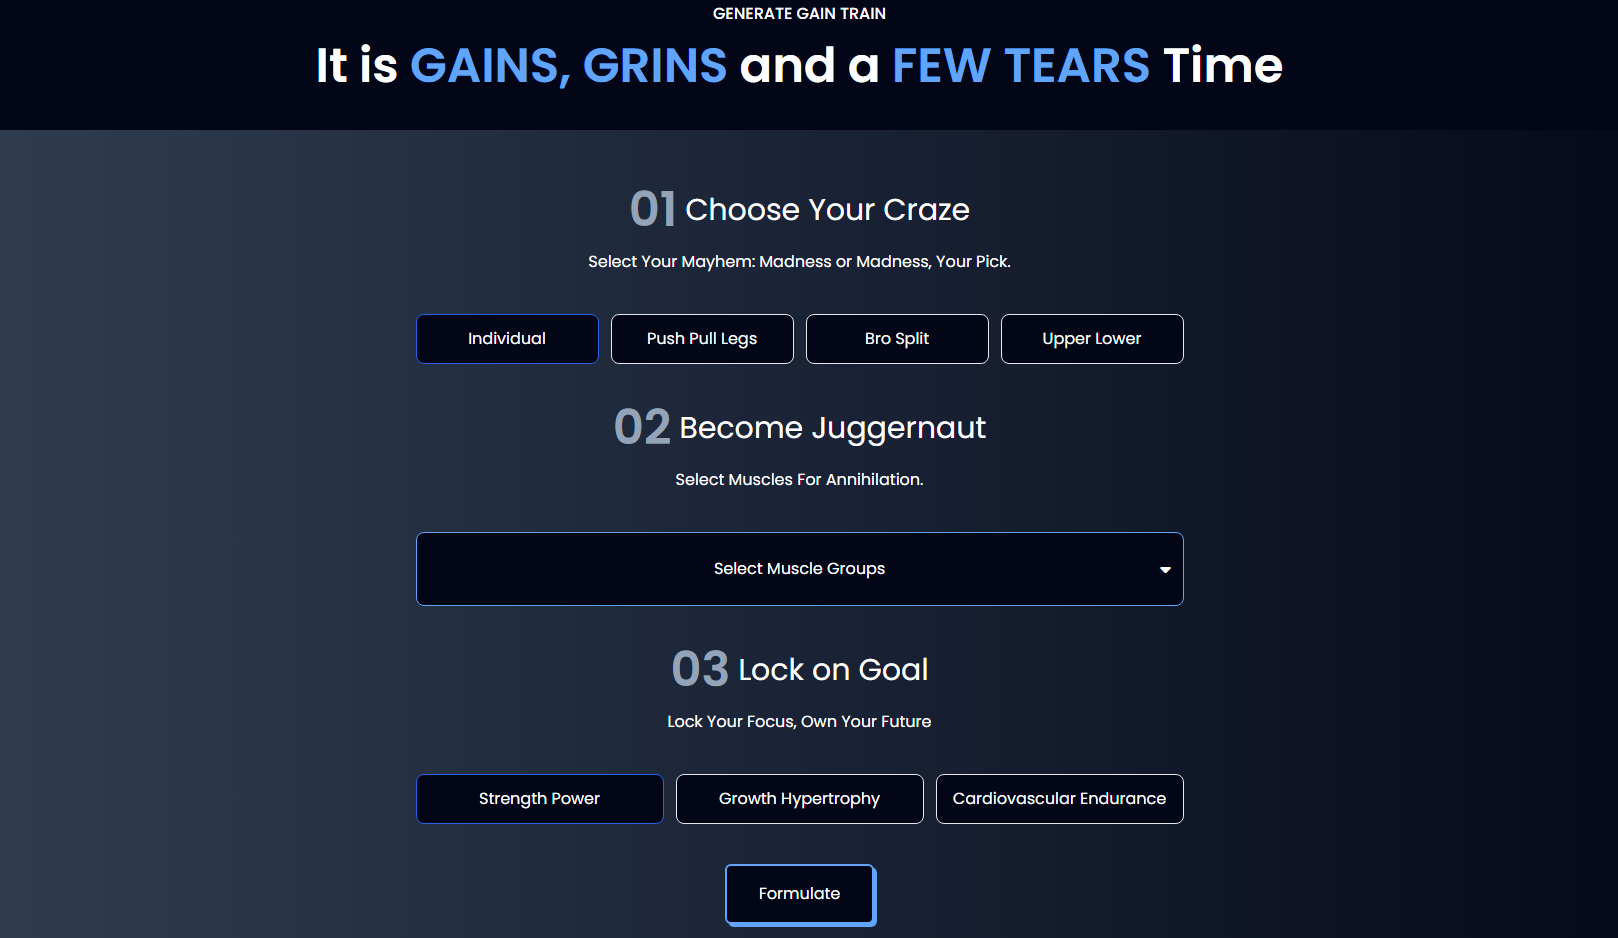 GENERATE GAIN TRAIN
It is GAINS, GRINS and a FEW TEARS Time
01 Choose Your Craze
Select Your Mayhem: Madness or Madness, Your Pick.
Individual
Push Pull Legs
Bro Split
Upper Lower
02 Become Juggernaut
Select Muscles For Annihilation.
Select Muscle Groups
03 Lock on Goal
Lock Your Focus, Own Your Future
Strength Power
Growth Hypertrophy
Cardiovascular Endurance
Formulate